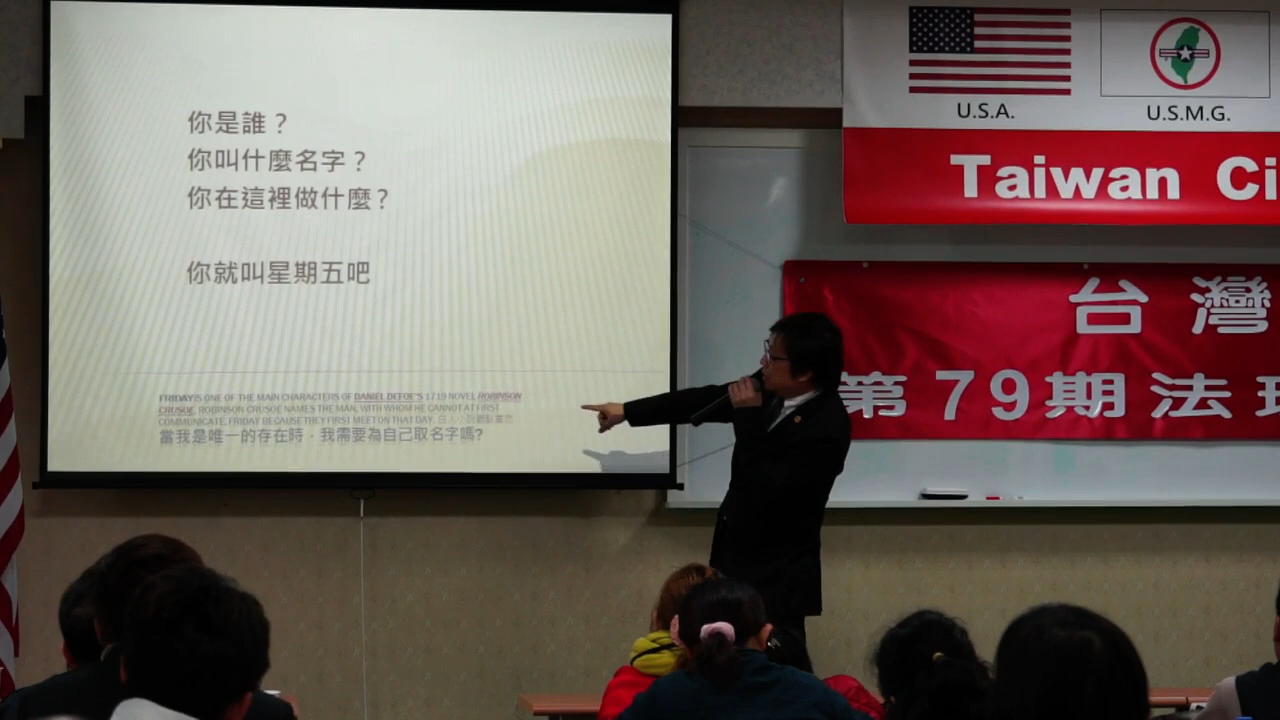 你是誰？
你叫什麼名字？
你在這裡做什麼？
你就叫星期五吧
FRIDAY IS ONE OF THE MAIN CHARACTERS OF DANIEL DEFOE'S 1719 NOVEL ROBINSON
CRUSOE. ROBINSON CRUSOE NAMES THE MAN, WITH WHOM HE CANNOT AT FIRST
COMMUNICATE, FRIDAY BECAUSE THEY FIRST MEET ON THAT DAY.
當我是唯一的存在時，我需要為自己取名字嗎?
U.S.A.
U.S.M.G.
Taiwan Ci
台灣
第79期法理